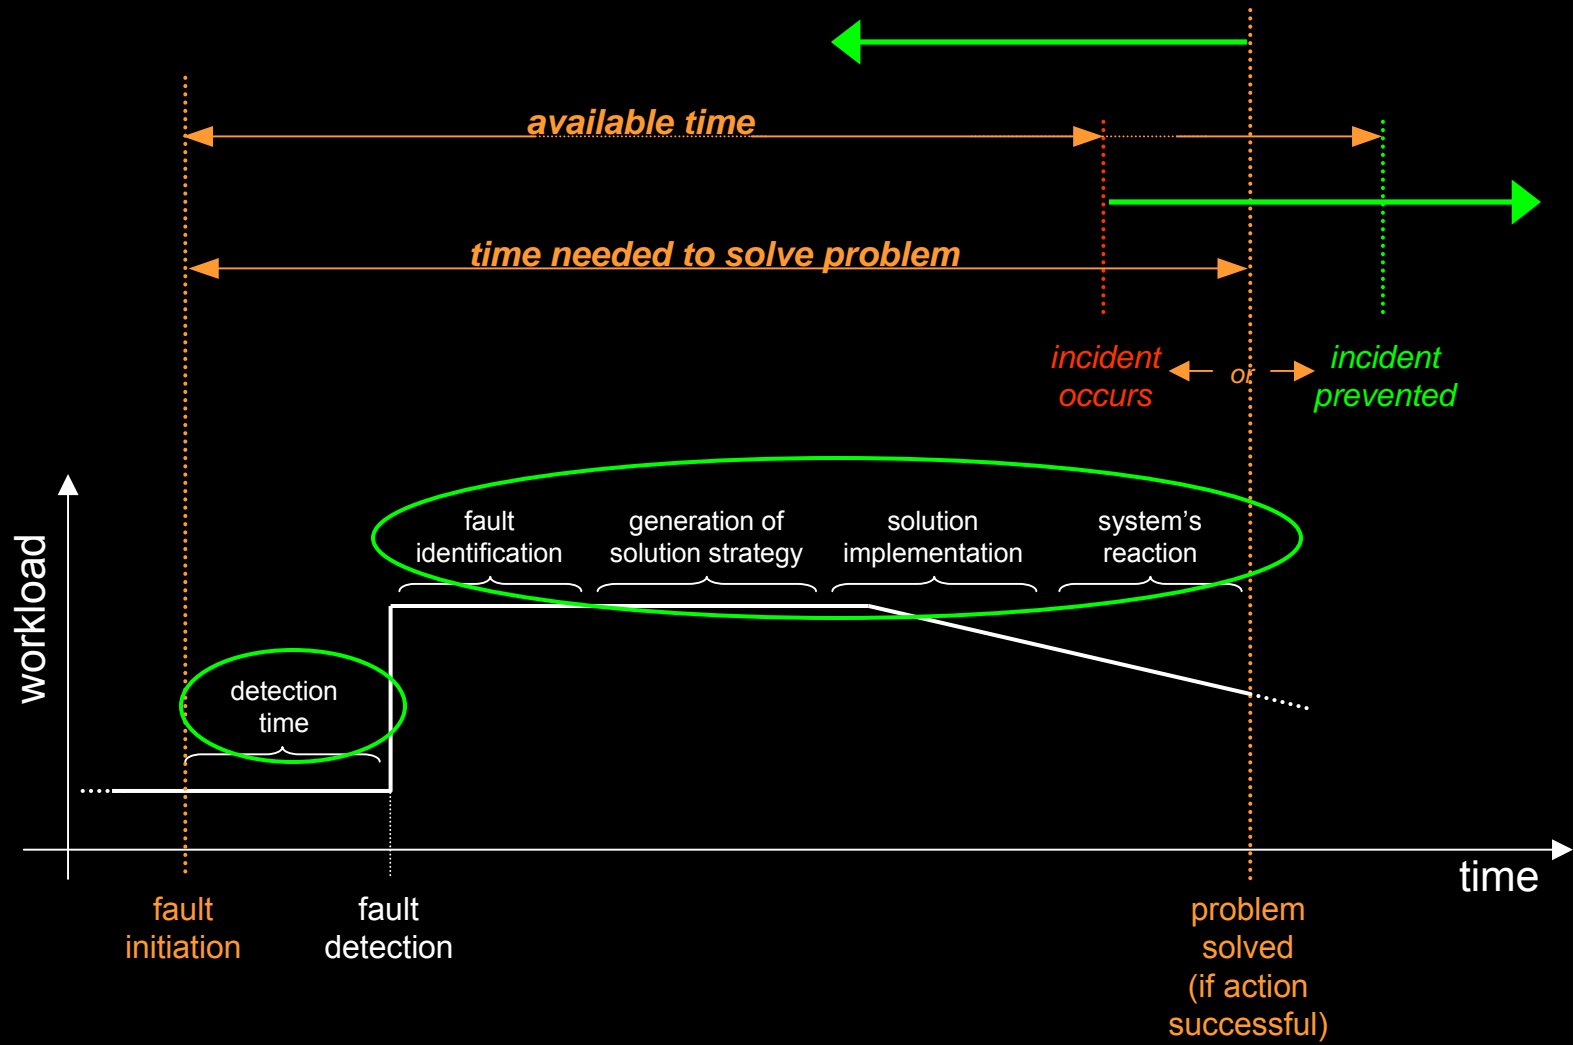 available time
time needed to solve problem
incident
occurs
or
incident
prevented
workload
fault
identification
generation of
solution strategy
solution
implementation
system’s
reaction
detection
time
time
fault
initiation
fault
detection
problem
solved
(if action
successful)